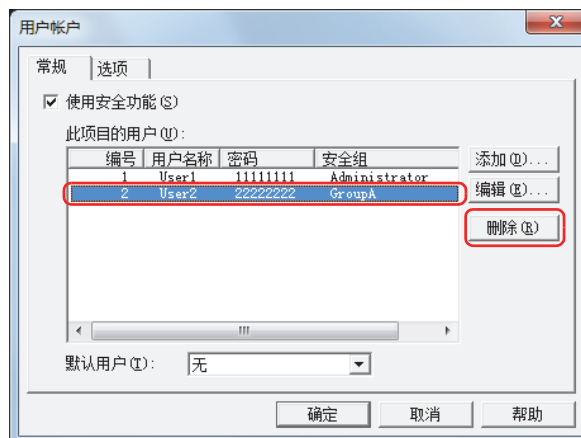 用户帐户
常规 选项
使用安全功能(S)
此项目的用户(U):
编号 用户名称 密码 安全组
1 User1 11111111 Administrator
2 User2 22222222 GroupA
添加(D)...
编辑(E)...
删除(R)
默认用户(T): 无
确定 取消 帮助